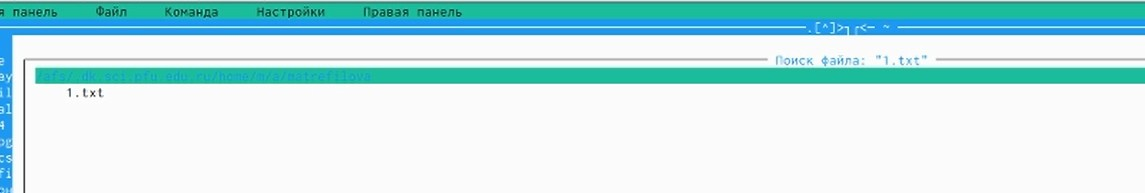 я панель Файл Команда Настройки Правая панель
.[^]>┐┌<─ ~
Поиск файла: "1.txt"
/afs/.dk.sci.pfu.edu.ru/home/m/a/matrefilova
1.txt